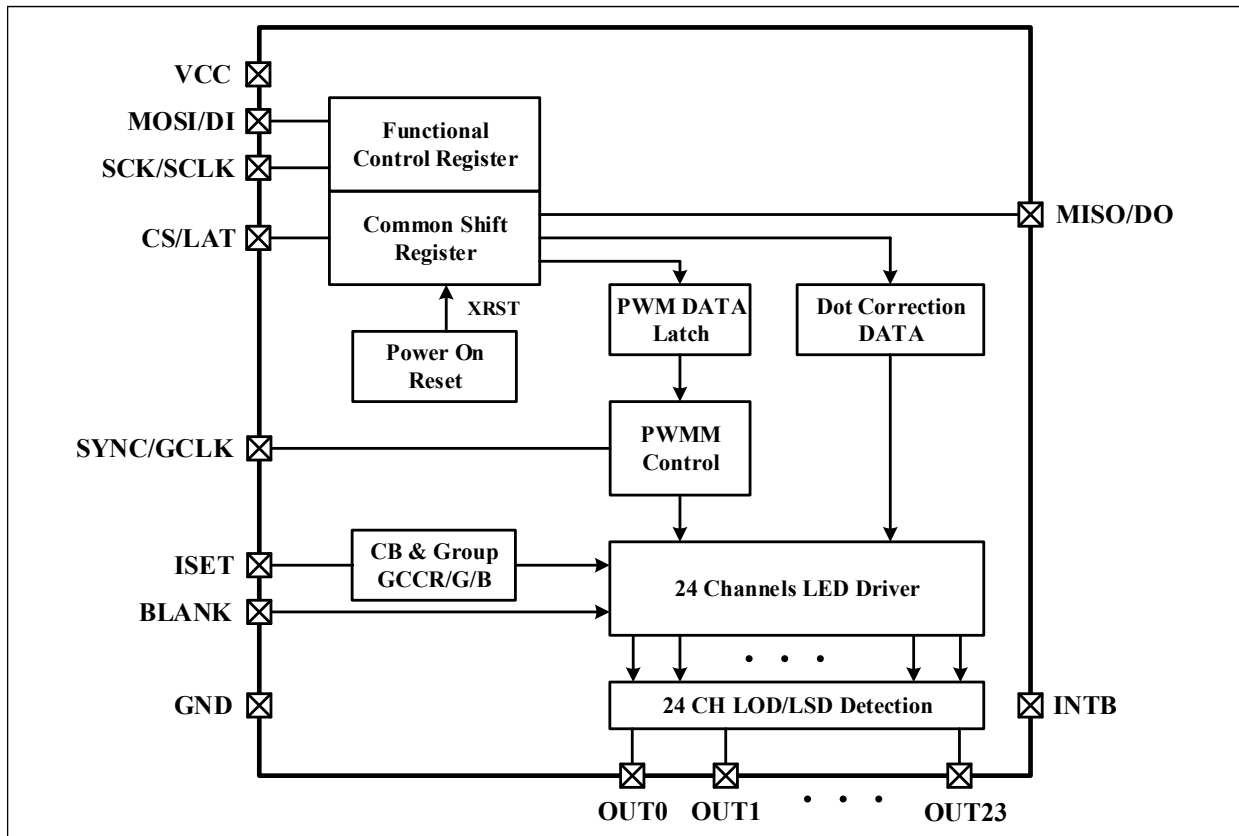 VCC
MOSI/DI
SCK/SCLK
CS/LAT
Functional
Control Register
Common Shift
Register
MISO/DO
XRST
Power On
Reset
PWM DATA
Latch
Dot Correction
DATA
SYNC/GCLK
PWMM
Control
ISET
BLANK
CB & Group
GCCR/G/B
24 Channels LED Driver
• • •
GND
24 CH LOD/LSD Detection
INTB
OUT0
OUT1
• • •
OUT23